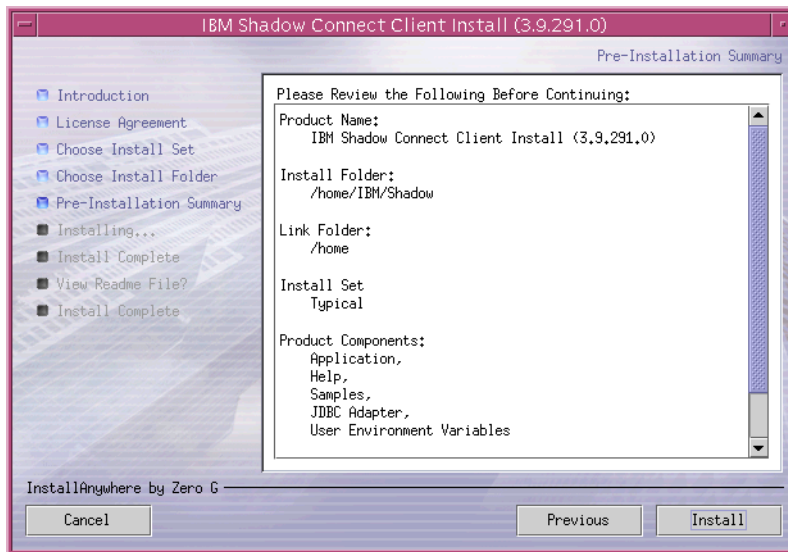 IBM Shadow Connect Client Install (3.9.291.0)
Pre-Installation Summary
Introduction
License Agreement
Choose Install Set
Choose Install Folder
Pre-Installation Summary
Installing...
Install Complete
View Readme File?
Install Complete
Please Review the Following Before Continuing:
Product Name:
IBM Shadow Connect Client Install (3.9.291.0)
Install Folder:
/home/IBM/Shadow
Link Folder:
/home
Install Set
Typical
Product Components:
Application,
Help,
Samples,
JDBC Adapter,
User Environment Variables
InstallAnywhere by Zero G
Cancel
Previous
Install